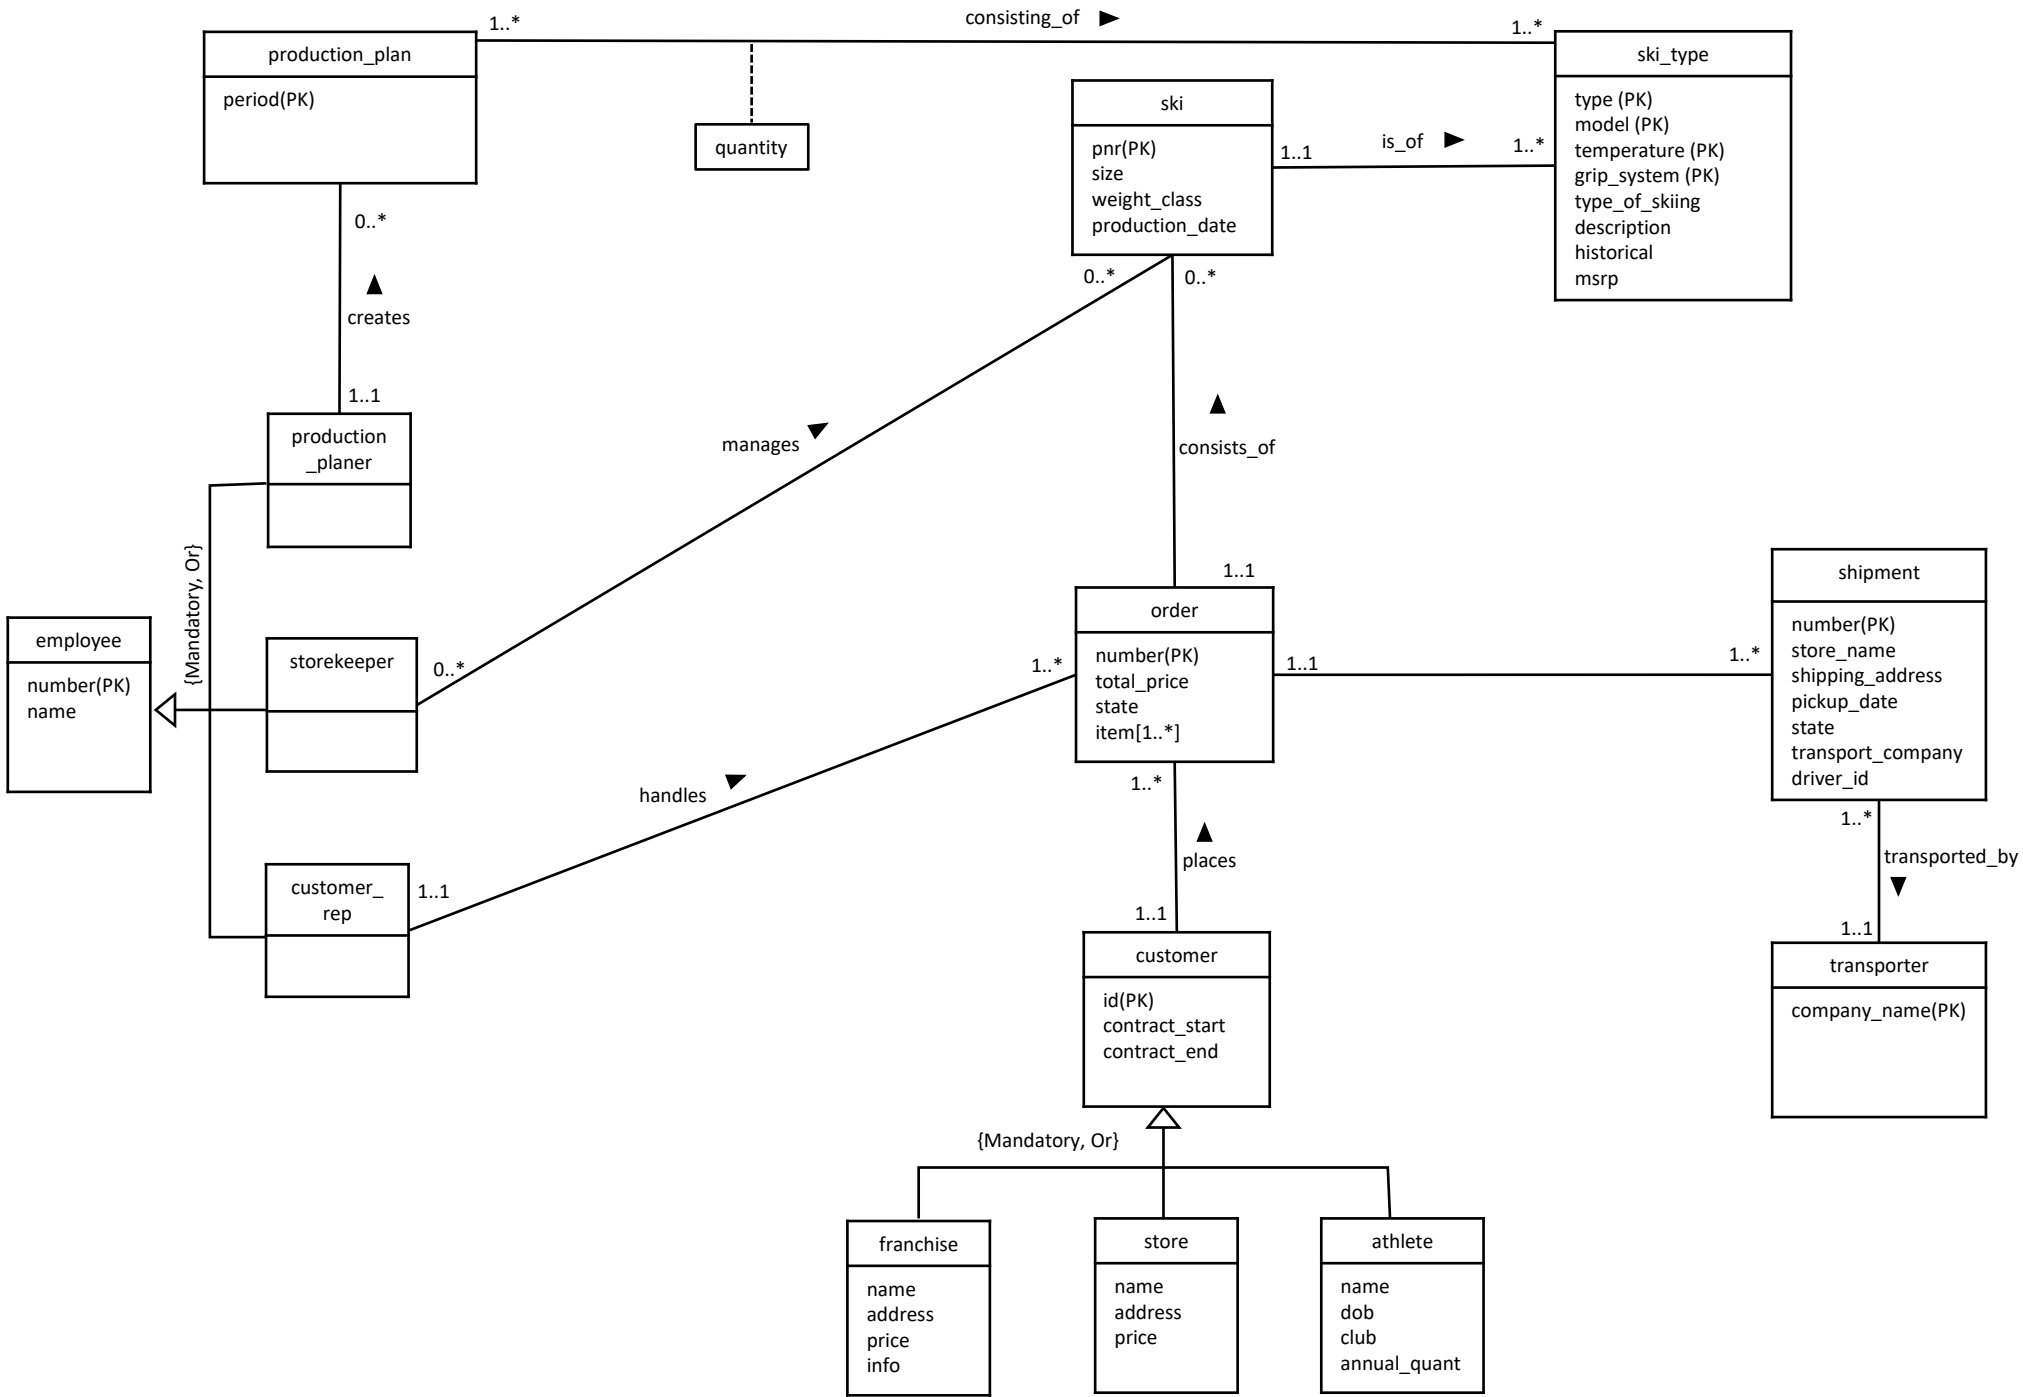 consisting_of
1..*
1..*
production_plan
period(PK)
quantity
ski_type
type (PK)
model (PK)
temperature (PK)
grip_system (PK)
type_of_skiing
description
historical
msrp
ski
pnr(PK)
size
weight_class
production_date
1..1
is_of
1..*
0..*
creates
1..1
0..*
0..*
production
_planer
manages
consists_of
1..1
{Mandatory, Or}
employee
number(PK)
name
storekeeper
0..*
customer_
rep
1..1
handles
1..*
order
number(PK)
total_price
state
item[1..*]
1..1
1..*
shipment
number(PK)
store_name
shipping_address
pickup_date
state
transport_company
driver_id
1..*
transported_by
1..1
transporter
company_name(PK)
1..*
places
1..1
customer
id(PK)
contract_start
contract_end
{Mandatory, Or}
franchise
name
address
price
info
store
name
address
price
athlete
name
dob
club
annual_quant